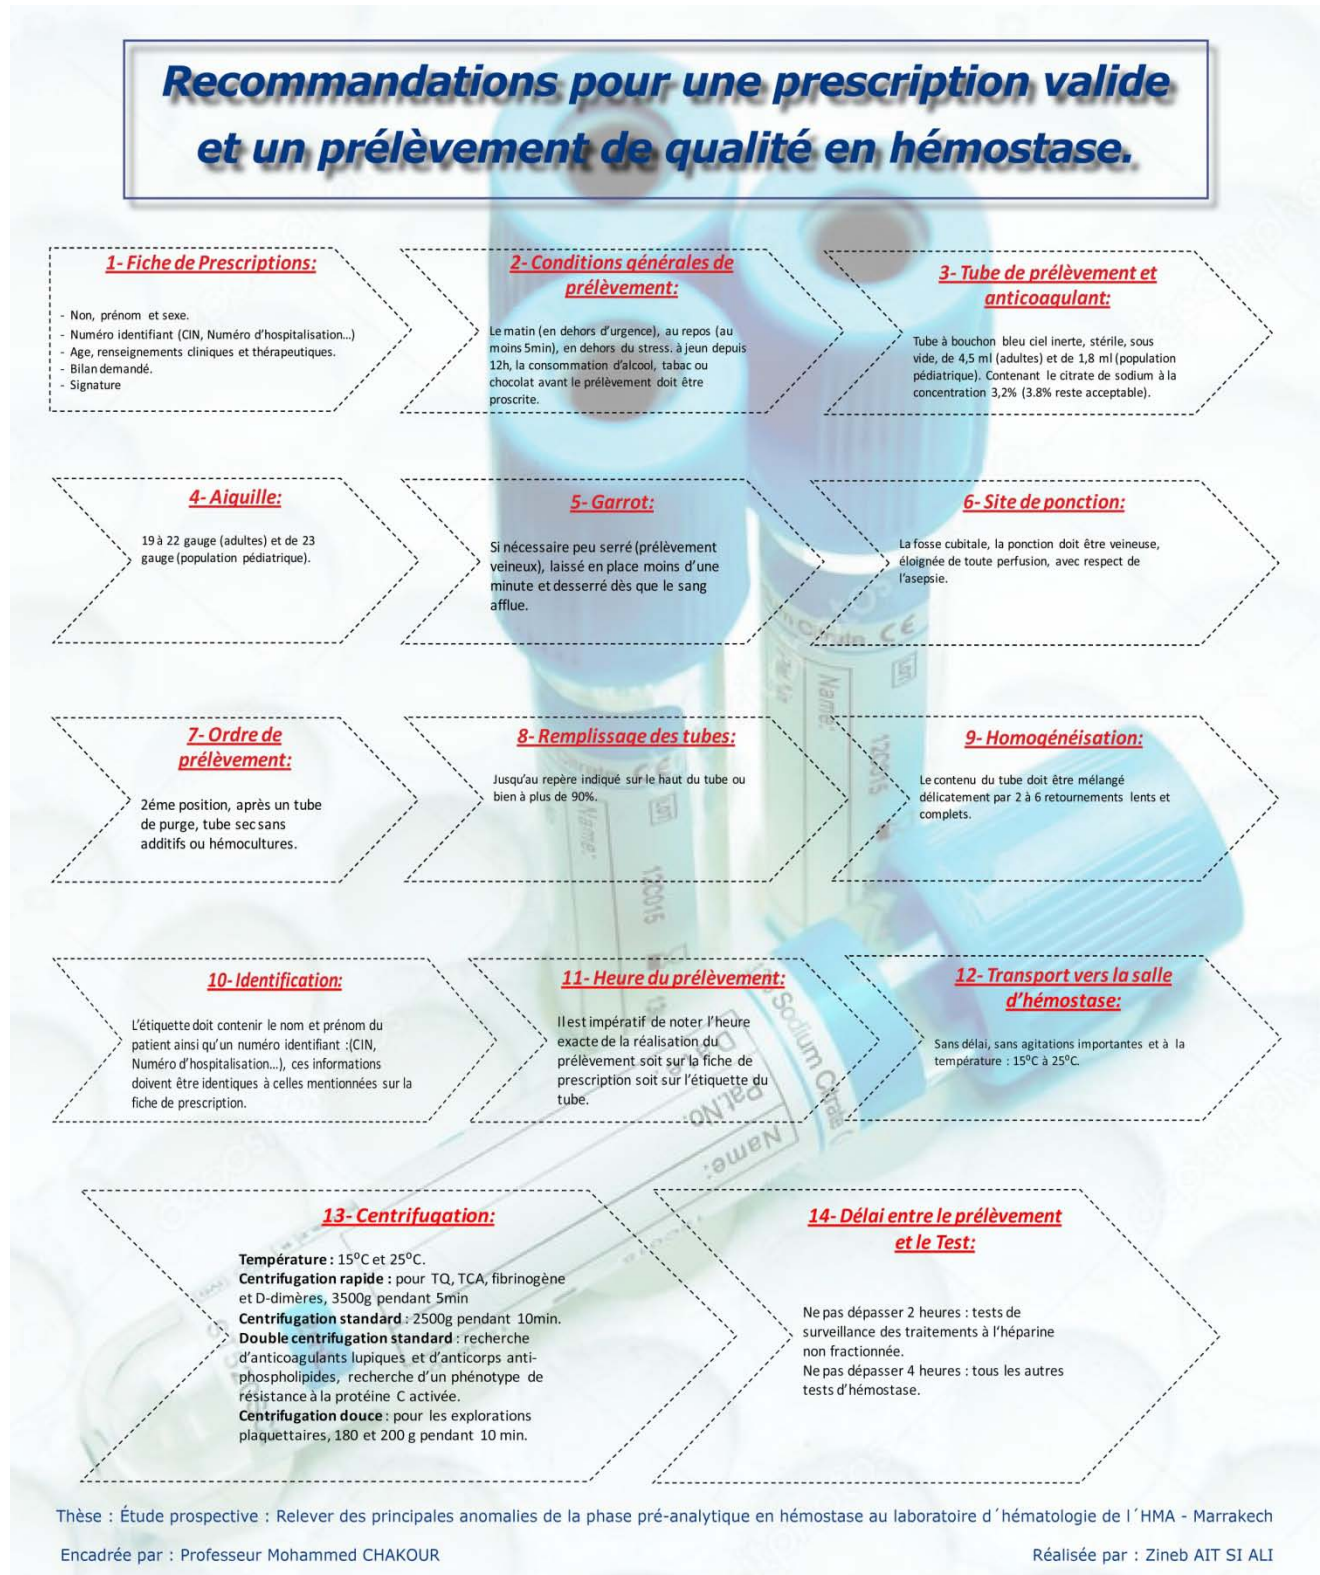 Recommandations pour une prescription valide
et un prélèvement de qualité en hémostase.
1- Fiche de Prescriptions:
- Non, prénom et sexe.
- Numéro identifiant (CIN, Numéro d'hospitalisation...)
- Age, renseignements cliniques et thérapeutiques.
- Bilan demandé.
- Signature
2- Conditions générales de
prélèvement:
Le matin (en dehors d'urgence), au repos (au
moins 5min), en dehors du stress. à jeun depuis
12h, la consommation d'alcool, tabac ou
chocolat avant le prélèvement doit être
proscrite.
3- Tube de prélèvement et
anticoagulant:
Tube à bouchon bleu ciel inerte, stérile, sous
vide, de 4,5 ml (adultes) et de 1,8 ml (population
pédiatrique). Contenant le citrate de sodium à la
concentration 3,2% (3.8% reste acceptable).
4- Aiguille:
19 à 22 gauge (adultes) et de 23
gauge (population pédiatrique).
5- Garrot:
Si nécessaire peu serré (prélèvement
veineux), laissé en place moins d'une
minute et desserré dès que le sang
afflue.
6- Site de ponction:
La fosse cubitale, la ponction doit être veineuse,
éloignée de toute perfusion, avec respect de
l'asepsie.
7- Ordre de
prélèvement:
2éme position, après un tube
de purge, tube sec sans
additifs ou hémocultures.
8- Remplissage des tubes:
Jusqu'au repère indiqué sur le haut du tube ou
bien à plus de 90%.
9- Homogénéisation:
Le contenu du tube doit être mélangé
délicatement par 2 à 6 retournements lents et
complets.
10- Identification:
L'étiquette doit contenir le nom et prénom du
patient ainsi qu'un numéro identifiant :(CIN,
Numéro d'hospitalisation...), ces informations
doivent être identiques à celles mentionnées sur la
fiche de prescription.
11- Heure du prélèvement:
Il est impératif de noter l'heure
exacte de la réalisation du
prélèvement soit sur la fiche de
prescription soit sur l'étiquette du
tube.
12- Transport vers la salle
d'hémostase:
Sans délai, sans agitations importantes et à la
température : 15⁰C à 25⁰C.
13- Centrifugation:
Température : 15⁰C et 25⁰C.
Centrifugation rapide : pour TQ, TCA, fibrinogène
et D-dimères, 3500g pendant 5min
Centrifugation standard : 2500g pendant 10min.
Double centrifugation standard : recherche
d'anticoagulants lupiques et d'anticorps anti-
phospholipides, recherche d'un phénotype de
résistance à la protéine C activée.
Centrifugation douce : pour les explorations
plaquettaires, 180 et 200 g pendant 10 min.
14- Délai entre le prélèvement
et le Test:
Ne pas dépasser 2 heures : tests de
surveillance des traitements à l'héparine
non fractionnée.
Ne pas dépasser 4 heures : tous les autres
tests d'hémostase.
CE
Name:
Lot
12C015
Name:
Lot
12C015
Sodium Citrate
Pat.No.
Name:
Thèse : Étude prospective : Relever des principales anomalies de la phase pré-analytique en hémostase au laboratoire d´hématologie de l´HMA - Marrakech
Encadrée par : Professeur Mohammed CHAKOUR
Réalisée par : Zineb AIT SI ALI